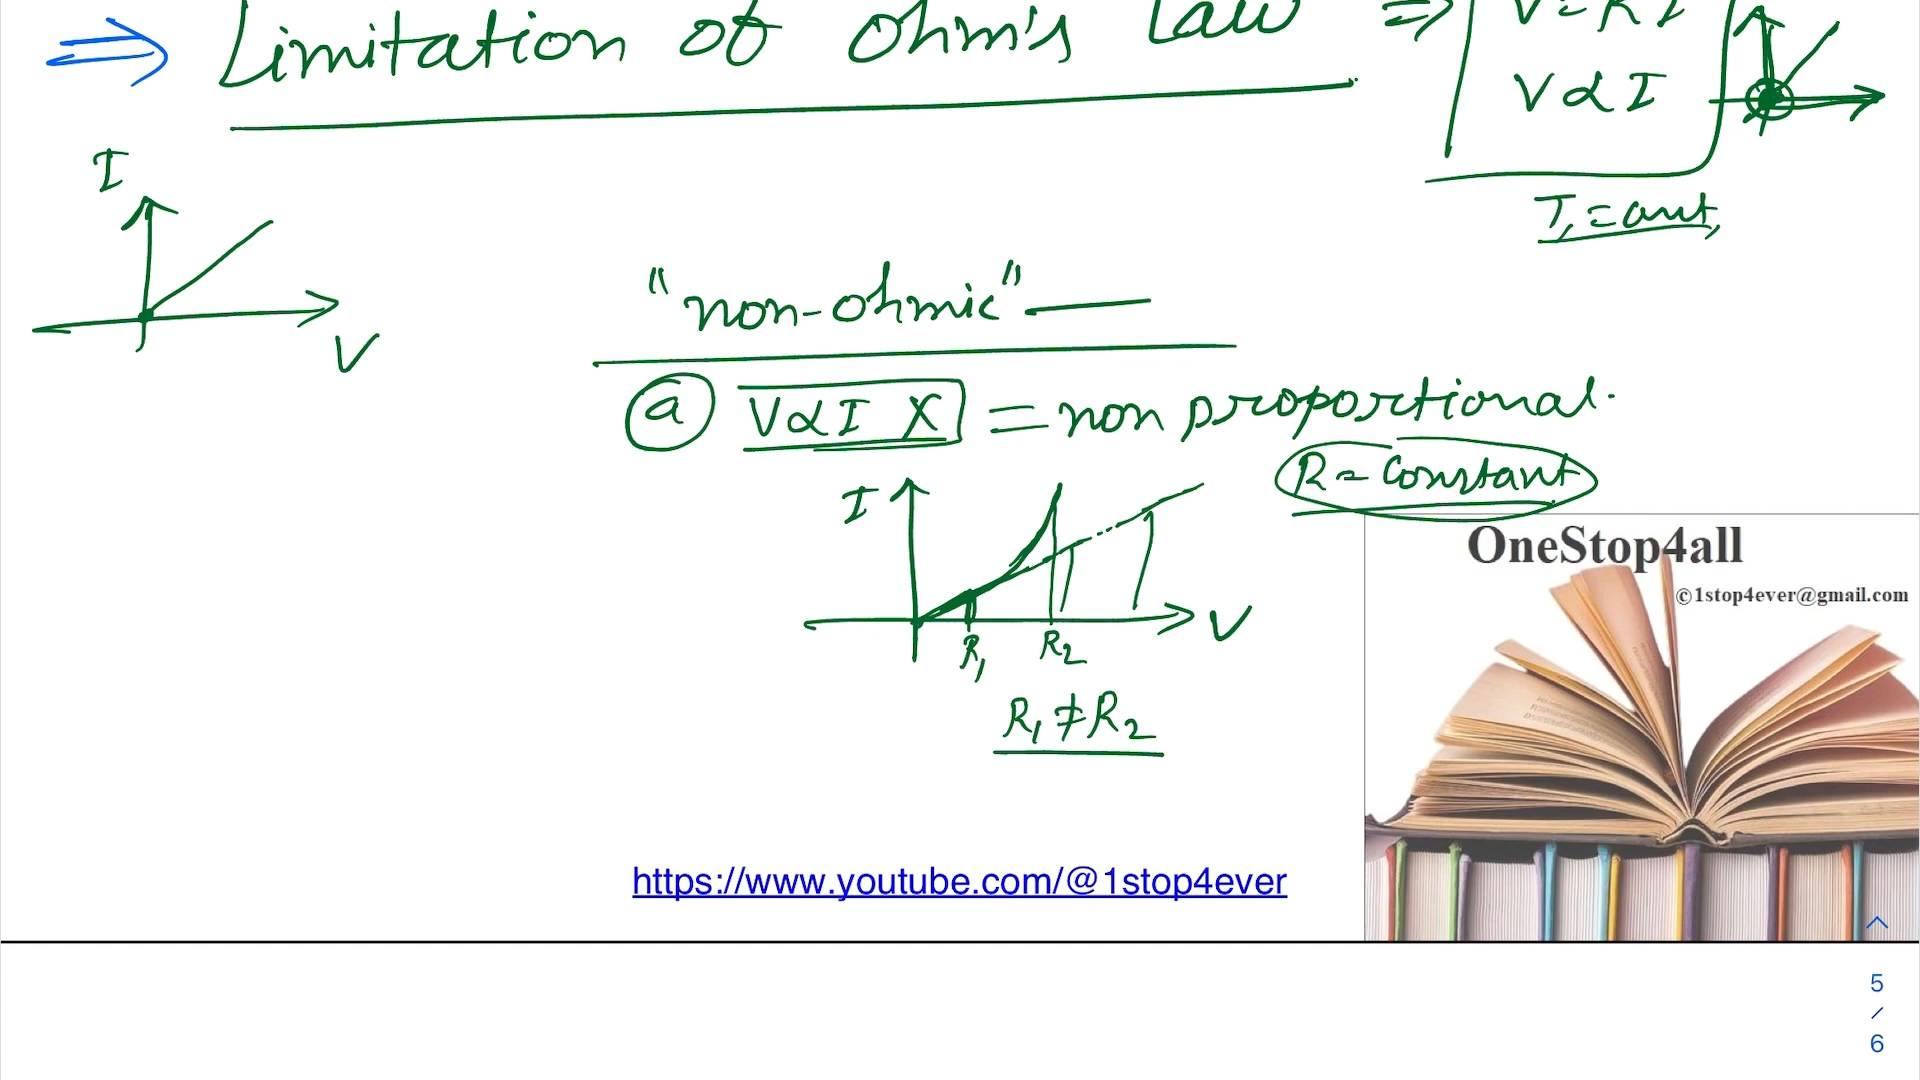 ⇒ Limitation of Ohm's Law ⇒ V=RI
V∝I
T,=
I
V
"non-ohmic"
(a) V∝I X = non proportional.
R = Constant
I
V
R₁ R₂
R₁ ≠ R₂
OneStop4all
©1stop4ever@gmail.com
https://www.youtube.com/@1stop4ever
5
/
6